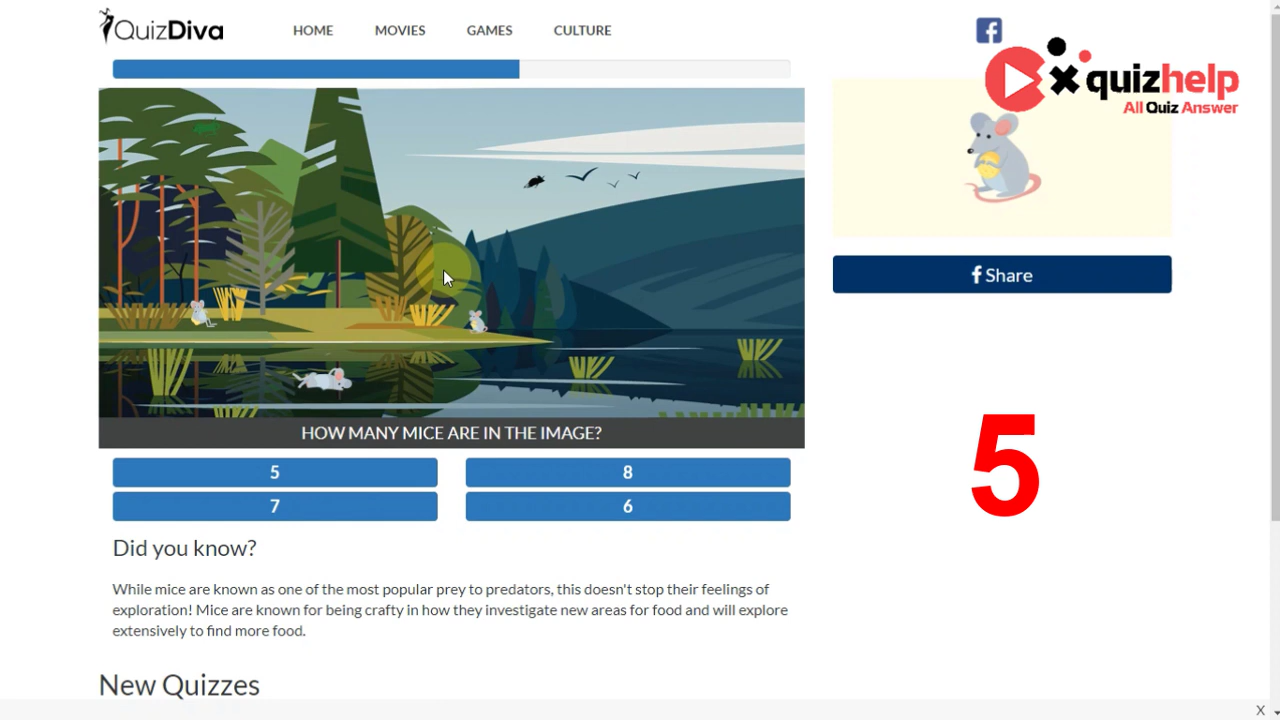 QuizDiva
HOME
MOVIES
GAMES
CULTURE
f
quizhelp
All Quiz Answer
f Share
HOW MANY MICE ARE IN THE IMAGE?
5
8
7
6
5
Did you know?
While mice are known as one of the most popular prey to predators, this doesn't stop their feelings of
exploration! Mice are known for being crafty in how they investigate new areas for food and will explore
extensively to find more food.
New Quizzes
X